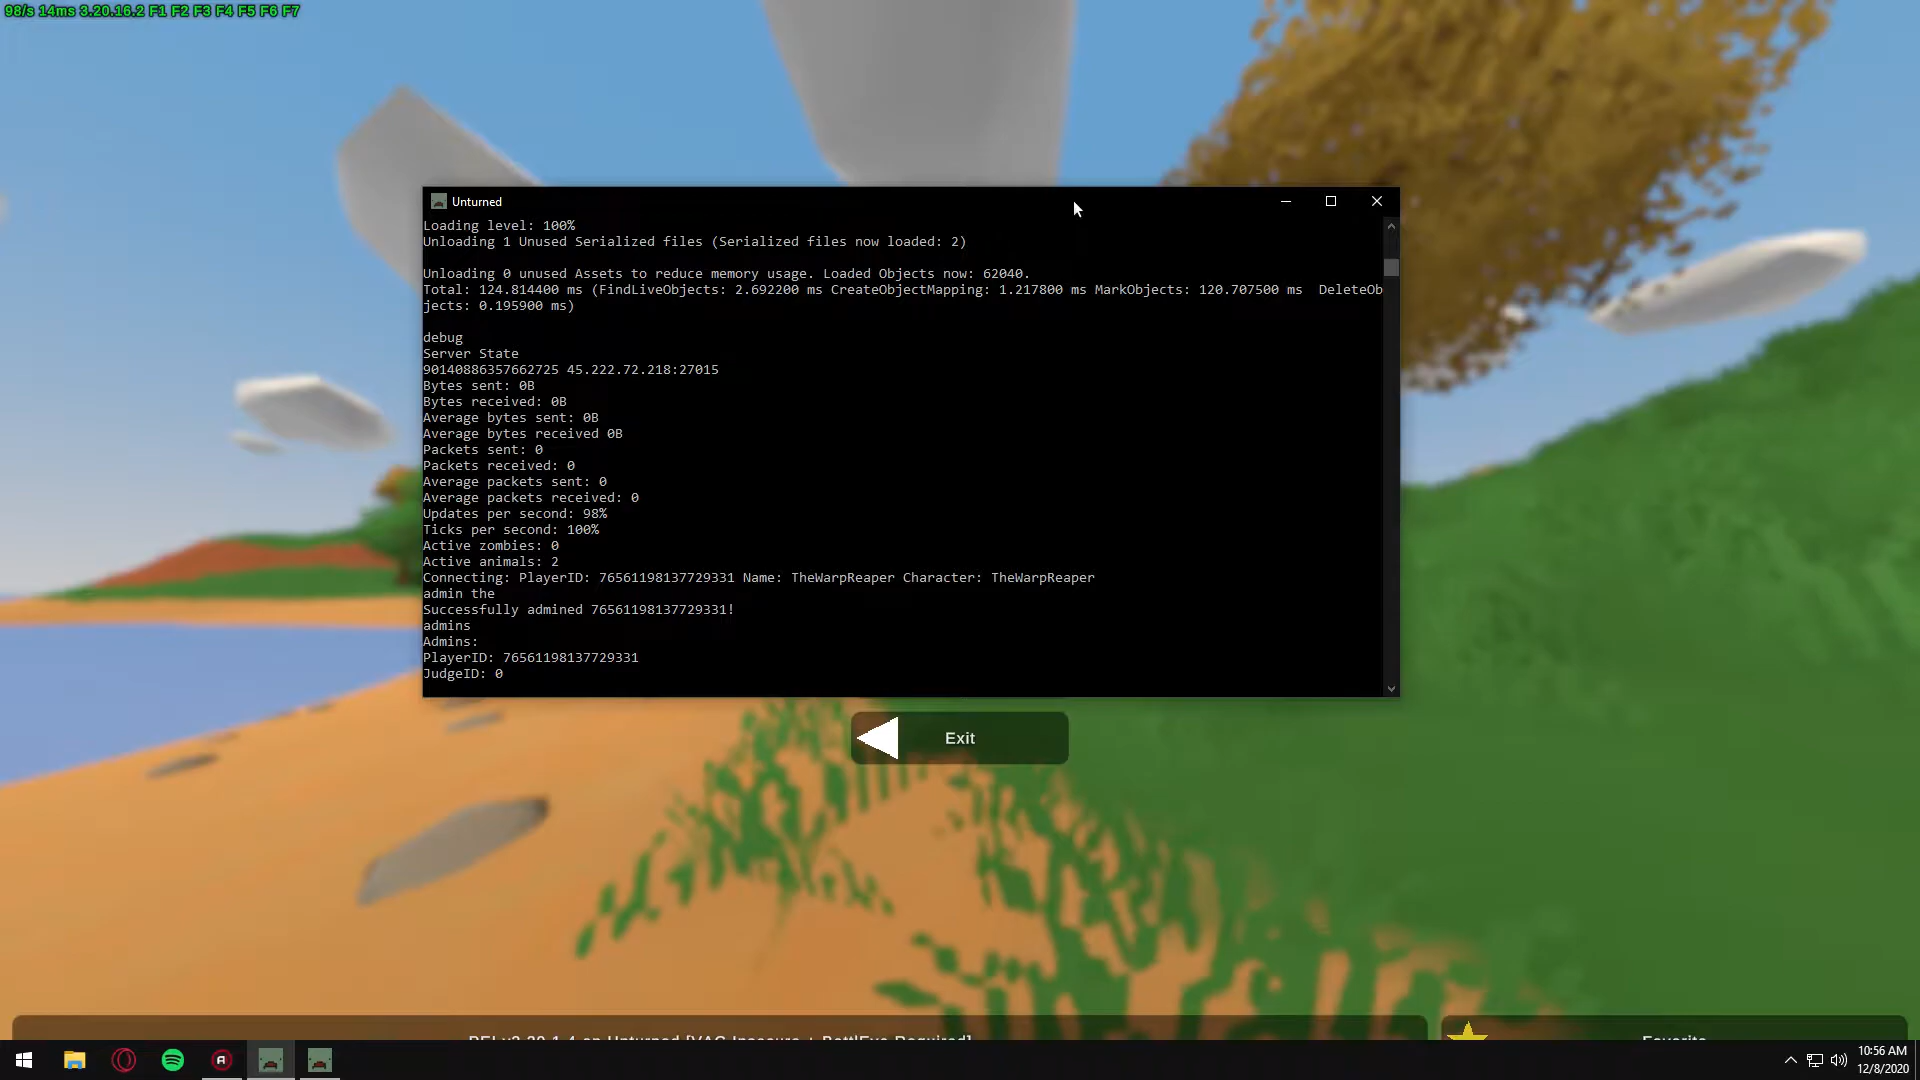 98/s 14ms 3.20.16.2 F1 F2 F3 F4 F5 F6 F7
Unturned
Loading level: 100%
Unloading 1 Unused Serialized files (Serialized files now loaded: 2)
Unloading 0 unused Assets to reduce memory usage. Loaded Objects now: 62040.
Total: 124.814400 ms (FindLiveObjects: 2.692200 ms CreateObjectMapping: 1.217800 ms MarkObjects: 120.707500 ms  DeleteOb
jects: 0.195900 ms)
debug
Server State
90140886357662725 45.222.72.218:27015
Bytes sent: 0B
Bytes received: 0B
Average bytes sent: 0B
Average bytes received 0B
Packets sent: 0
Packets received: 0
Average packets sent: 0
Average packets received: 0
Updates per second: 98%
Ticks per second: 100%
Active zombies: 0
Active animals: 2
Connecting: PlayerID: 76561198137729331 Name: TheWarpReaper Character: TheWarpReaper
admin the
Successfully admined 76561198137729331!
admins
Admins:
PlayerID: 76561198137729331
JudgeID: 0
Exit
on Unturned [VAC Insecure + BattlEye Required]
Favorite
10:56 AM
12/8/2020